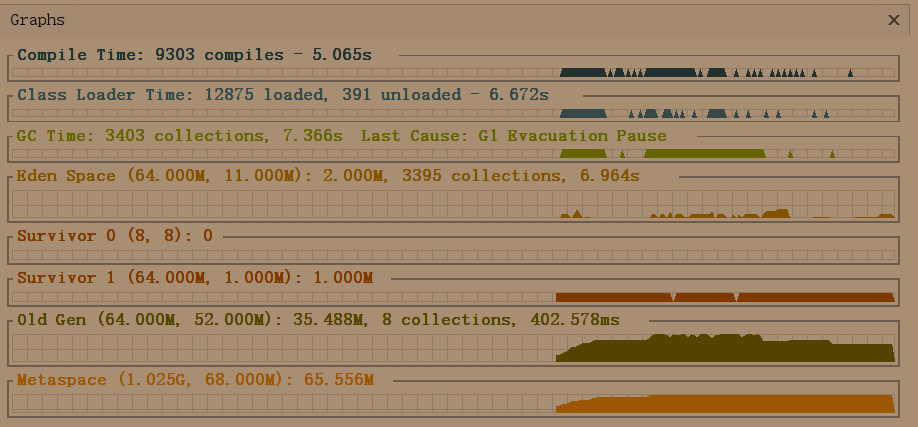 Graphs
Compile Time: 9303 compiles - 5.065s
Class Loader Time: 12875 loaded, 391 unloaded - 6.672s
GC Time: 3403 collections, 7.366s  Last Cause: G1 Evacuation Pause
Eden Space (64.000M, 11.000M): 2.000M, 3395 collections, 6.964s
Survivor 0 (8, 8): 0
Survivor 1 (64.000M, 1.000M): 1.000M
Old Gen (64.000M, 52.000M): 35.488M, 8 collections, 402.578ms
Metaspace (1.025G, 68.000M): 65.556M